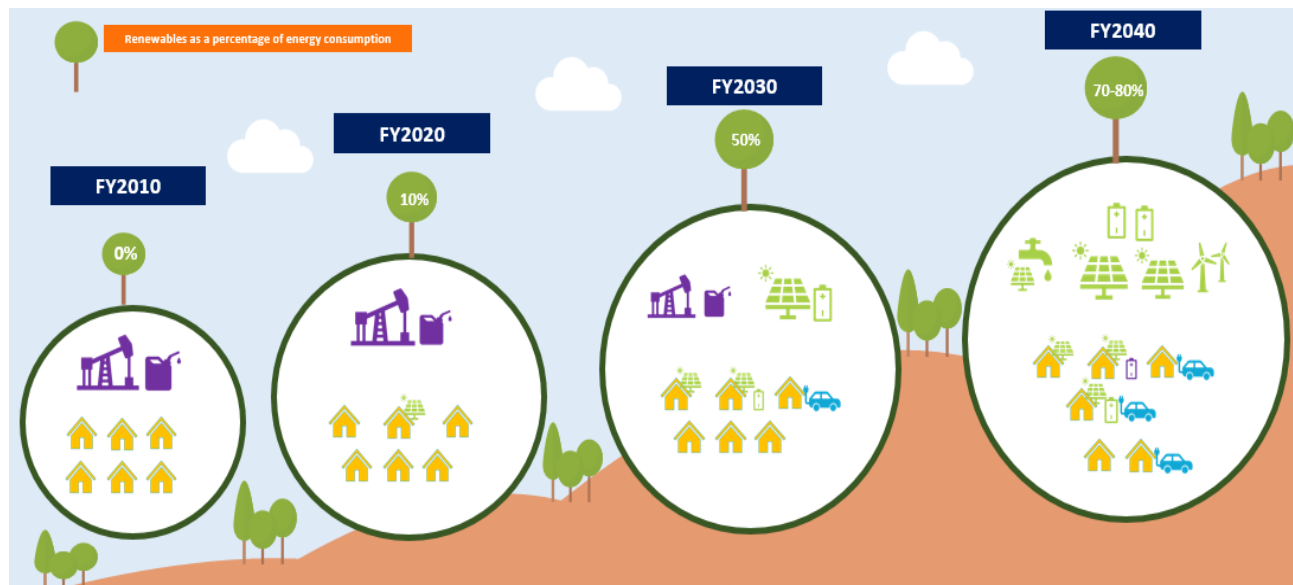 Renewables as a percentage of energy consumption
FY2010
0%
FY2020
10%
FY2030
50%
FY2040
70-80%